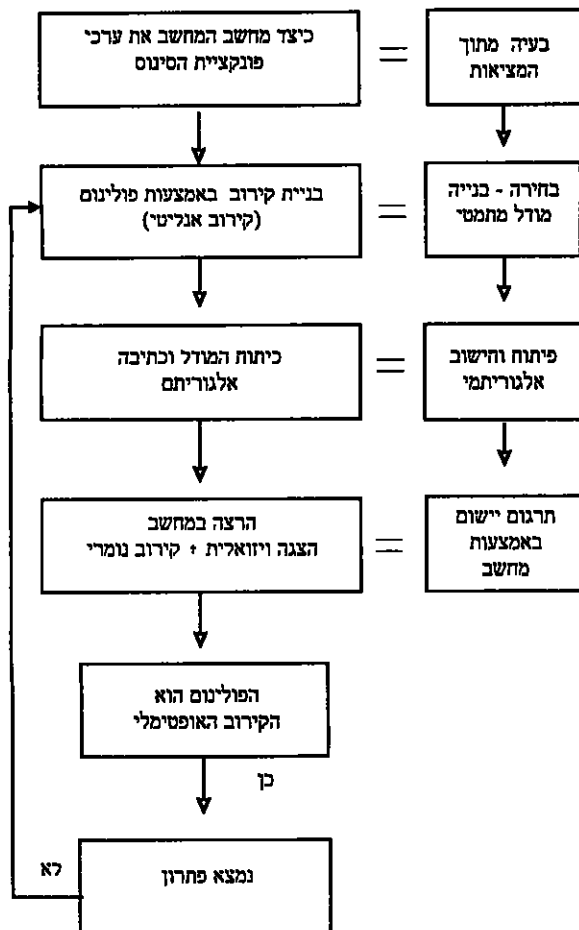 כיצד מחשב המחשב את ערכי
פונקציית הסינוס
=
בעיה מתוך
המציאות
בניית קירוב באמצעות פולינום
(קירוב אנליטי)
=
בחירה - בנייה
מודל מתמטי
כיתות המודל וכתיבה
אלגוריתם
=
פיתוח וחישוב
אלגוריתמי
הרצה במחשב
הצגה ויזואלית + קירוב נומרי
=
תרגום יישום
באמצעות
מחשב
הפולינום הוא
הקירוב האופטימלי
כן
לא
נמצא פתרון